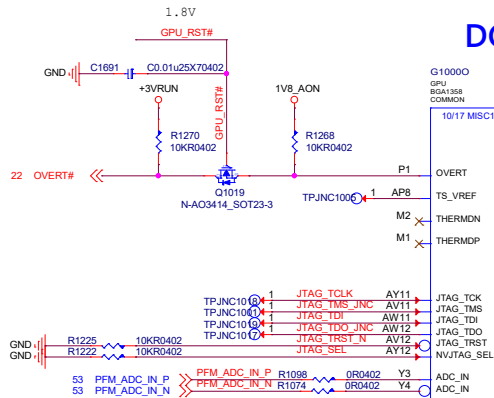 1.8V
GPU_RST#
DC
G1000O
GPU
BGA1358
COMMON
10/17 MISC1
GND
C1691
C0.01u25X70402
+3VRUN
GPU_RST#
1V8_AON
R1270
10KR0402
R1268
10KR0402
22 OVERT#
P1 OVERT
Q1019
N-AO3414_SOT23-3
TPJNC1005 1 AP8 TS_VREF
M2 THERMDN
M1 THERMDP
TPJNC1018 1 JTAG_TCLK AY11 JTAG_TCK
TPJNC1001 1 JTAG_TMS_JNC AV11 JTAG_TMS
TPJNC1019 1 JTAG_TDI AW11 JTAG_TDI
TPJNC1017 1 JTAG_TDO_JNC AW12 JTAG_TDO
GND R1225 10KR0402 JTAG_TRST_N AV12 JTAG_TRST
GND R1222 10KR0402 JTAG_SEL AY12 NVJTAG_SEL
53 PFM_ADC_IN_P PFM_ADC_IN_P R1098 0R0402 Y3 ADC_IN
53 PFM_ADC_IN_N PFM_ADC_IN_N R1074 0R0402 Y4 ADC_IN